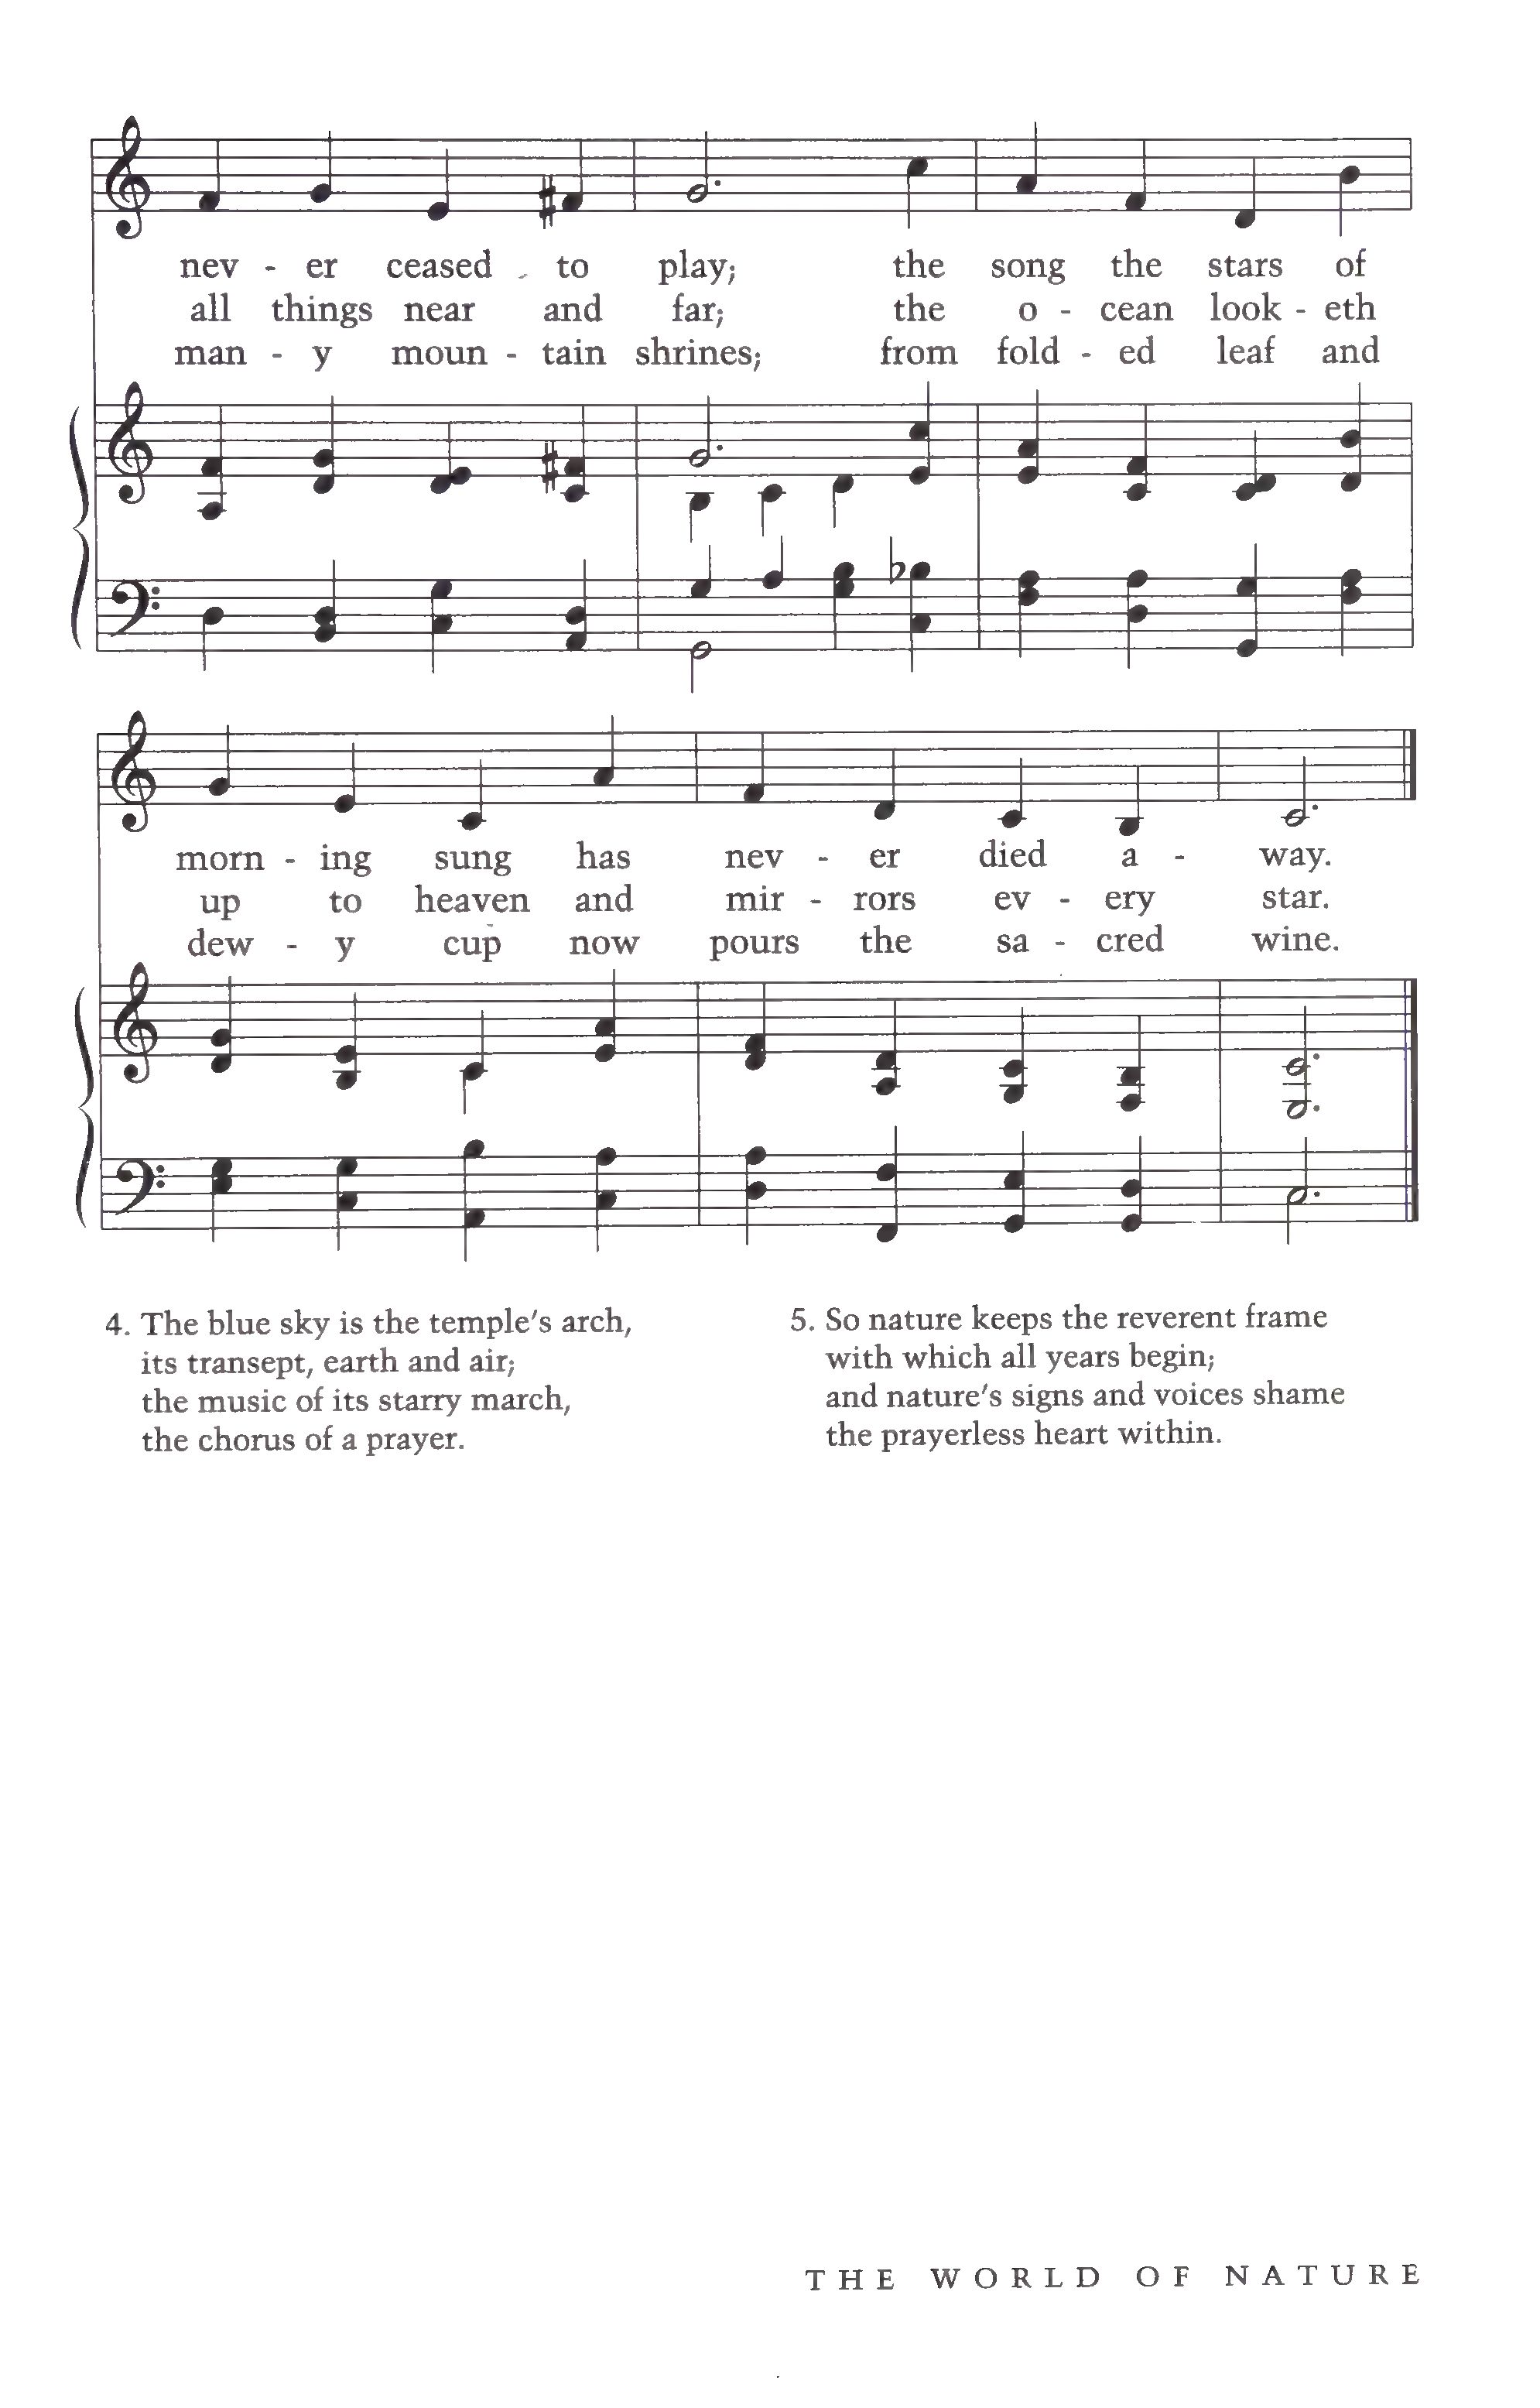 nev - er ceased to play; the song the stars of
all things near and far; the o - cean look - eth
man - y moun - tain shrines; from fold - ed leaf and
morn - ing sung has nev - er died a - way.
up to heaven and mir - rors ev - ery star.
dew - y cup now pours the sa - cred wine.
4. The blue sky is the temple's arch,
its transept, earth and air;
the music of its starry march,
the chorus of a prayer.
5. So nature keeps the reverent frame
with which all years begin;
and nature's signs and voices shame
the prayerless heart within.
THE WORLD OF NATURE